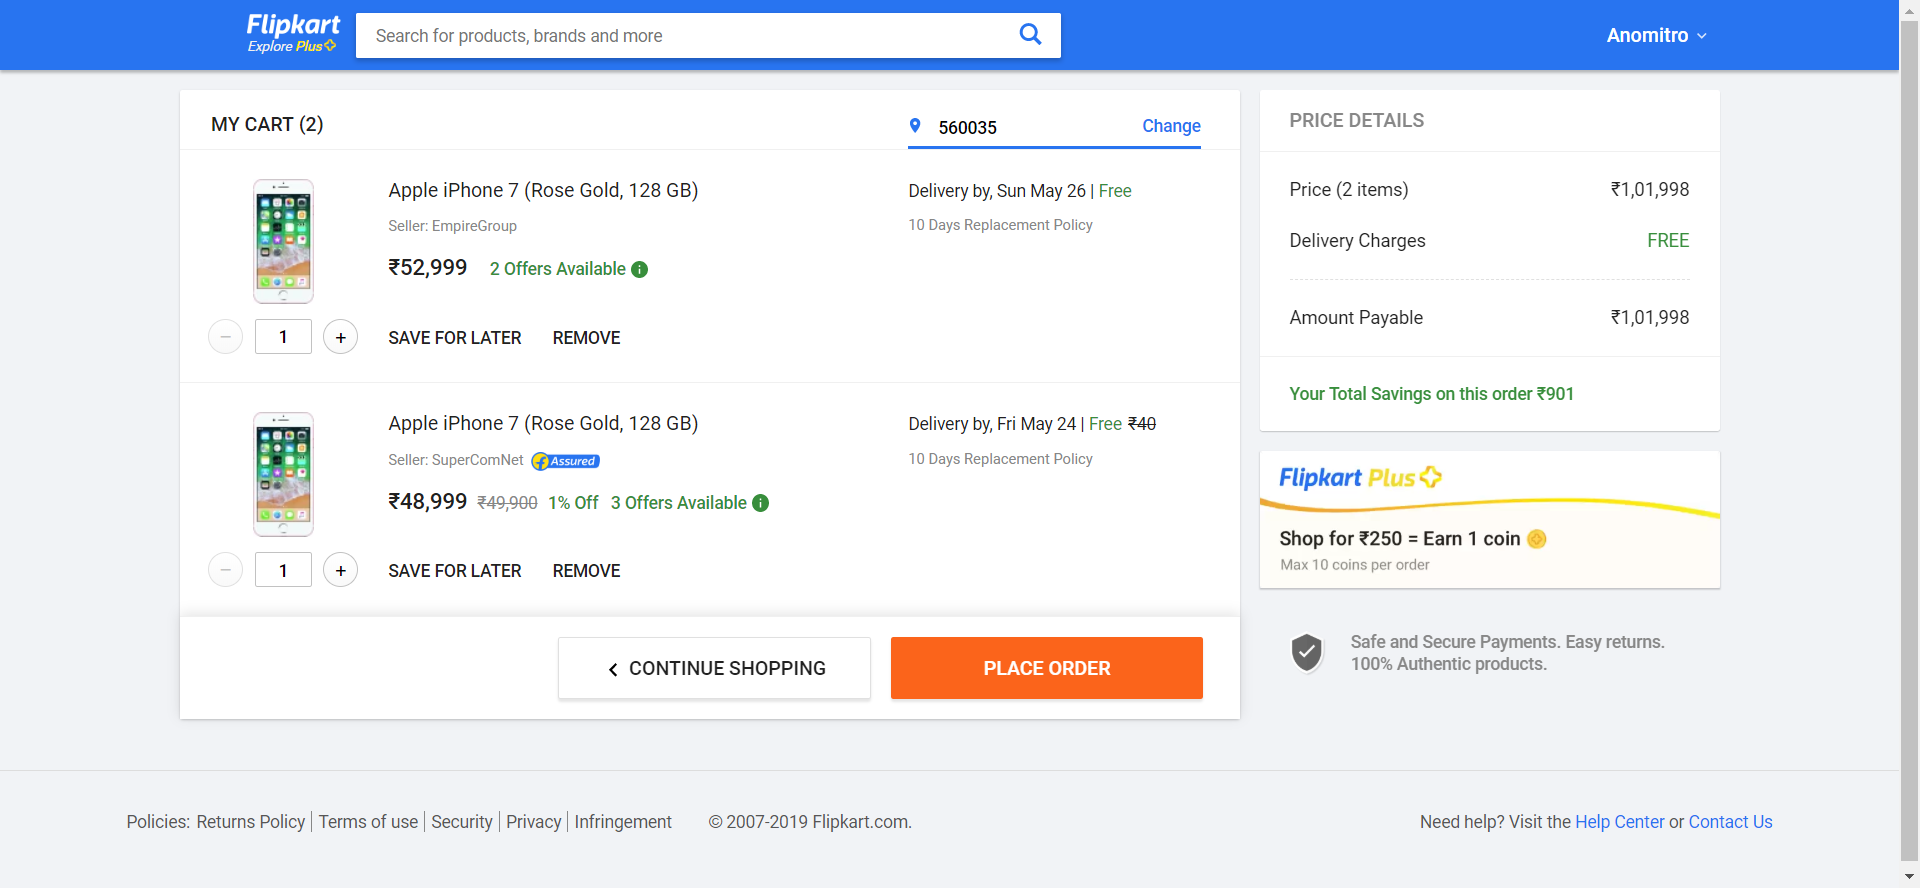 Flipkart
Explore Plus
Search for products, brands and more
Anomitro
MY CART (2)
560035
Change
Apple iPhone 7 (Rose Gold, 128 GB)
Seller: EmpireGroup
₹52,999 2 Offers Available
Delivery by, Sun May 26 | Free
10 Days Replacement Policy
− 1 + SAVE FOR LATER REMOVE
Apple iPhone 7 (Rose Gold, 128 GB)
Seller: SuperComNet Assured
₹48,999 ₹49,900 1% Off 3 Offers Available
Delivery by, Fri May 24 | Free ₹40
10 Days Replacement Policy
− 1 + SAVE FOR LATER REMOVE
CONTINUE SHOPPING
PLACE ORDER
PRICE DETAILS
Price (2 items) ₹1,01,998
Delivery Charges FREE
Amount Payable ₹1,01,998
Your Total Savings on this order ₹901
Flipkart Plus
Shop for ₹250 = Earn 1 coin
Max 10 coins per order
Safe and Secure Payments. Easy returns.
100% Authentic products.
Policies: Returns Policy | Terms of use | Security | Privacy | Infringement © 2007-2019 Flipkart.com.
Need help? Visit the Help Center or Contact Us